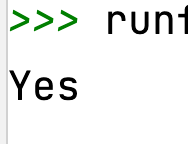 >>> runf
Yes